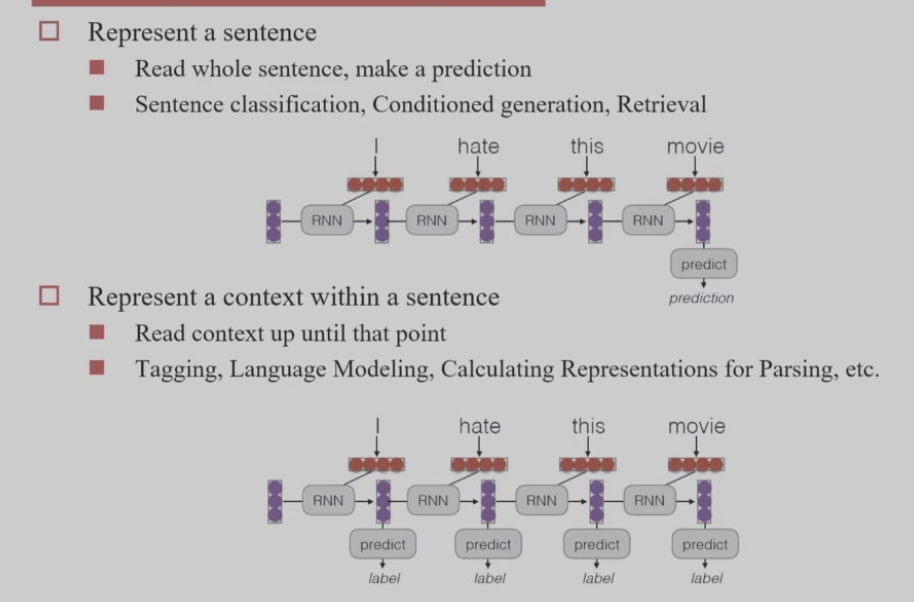 Represent a sentence
Read whole sentence, make a prediction
Sentence classification, Conditioned generation, Retrieval
I hate this movie
RNN RNN RNN RNN
predict
prediction
Represent a context within a sentence
Read context up until that point
Tagging, Language Modeling, Calculating Representations for Parsing, etc.
I hate this movie
RNN RNN RNN RNN
predict predict predict predict
label label label label